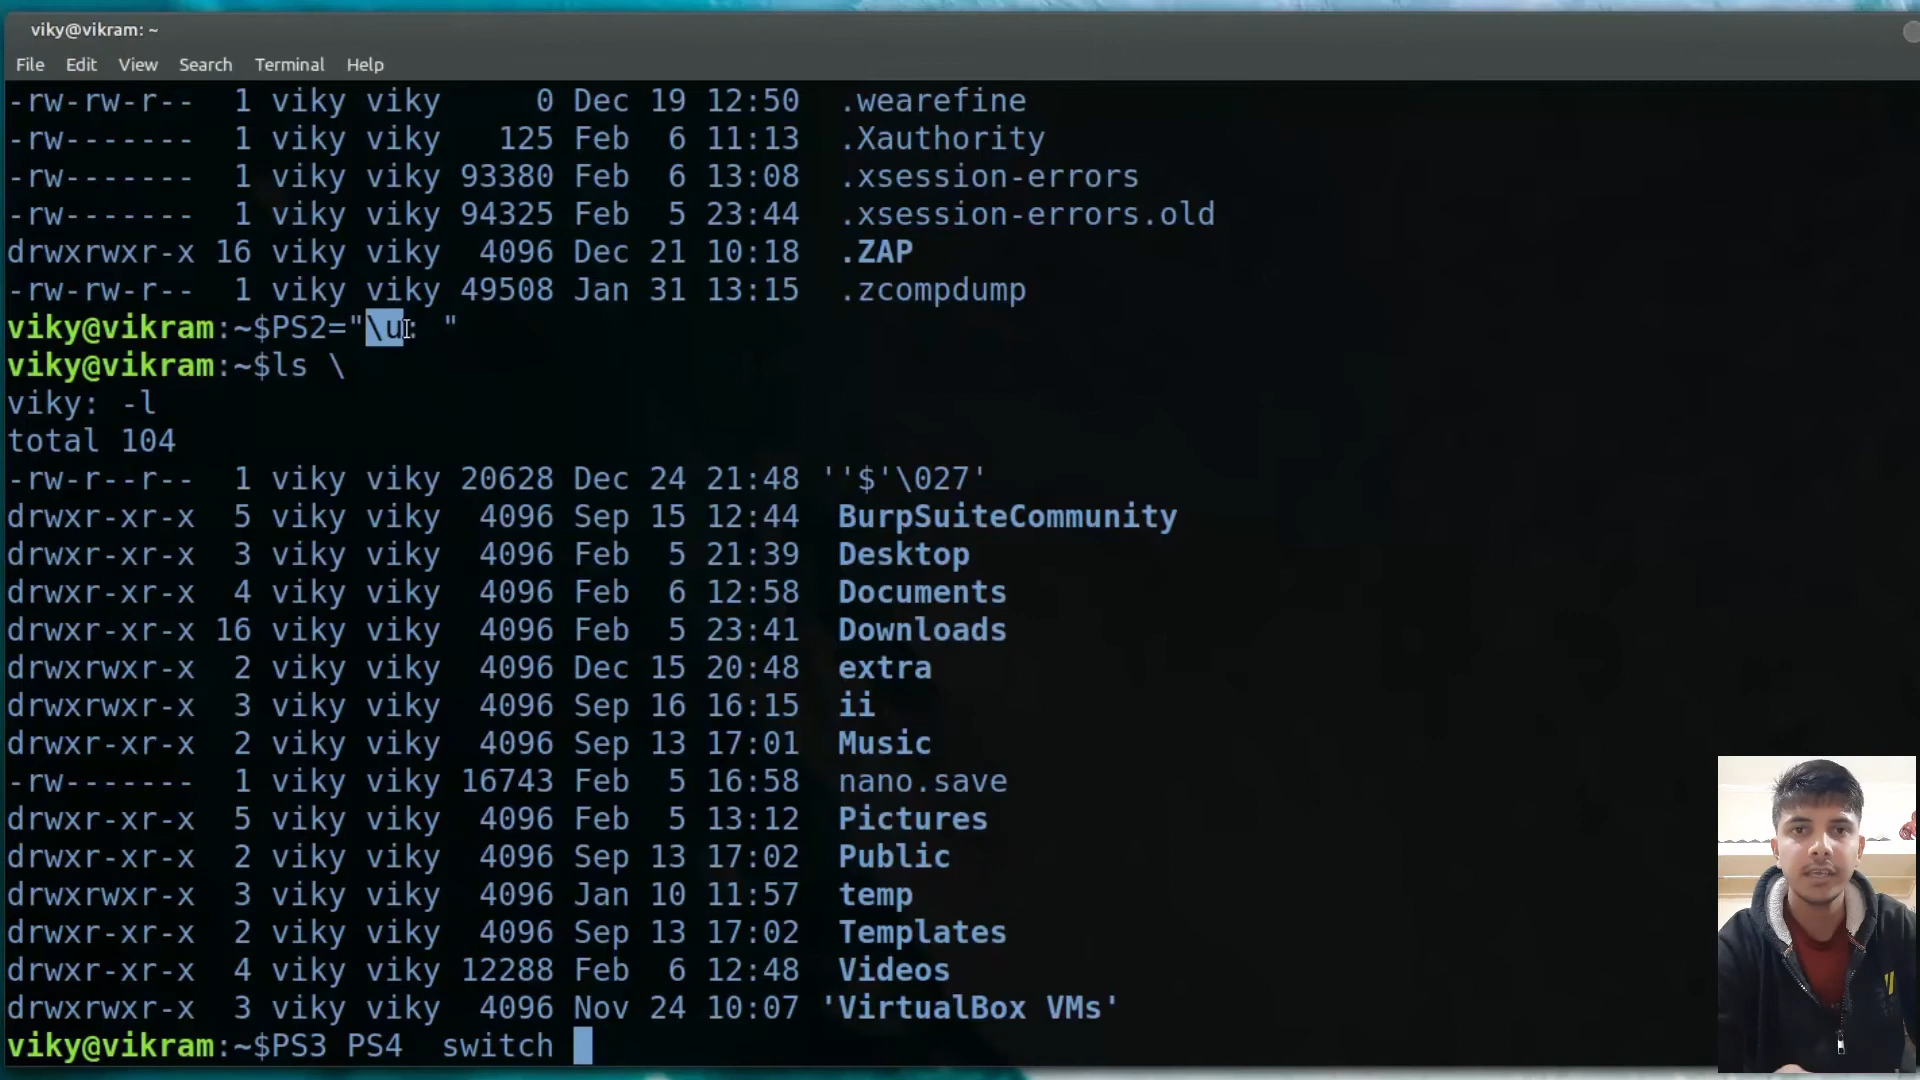 viky@vikram: ~
File Edit View Search Terminal Help
-rw-rw-r-- 1 viky viky 0 Dec 19 12:50 .wearefine
-rw------- 1 viky viky 125 Feb 6 11:13 .Xauthority
-rw------- 1 viky viky 93380 Feb 6 13:08 .xsession-errors
-rw------- 1 viky viky 94325 Feb 5 23:44 .xsession-errors.old
drwxrwxr-x 16 viky viky 4096 Dec 21 10:18 .ZAP
-rw-rw-r-- 1 viky viky 49508 Jan 31 13:15 .zcompdump
viky@vikram:~$PS2="\u: "
viky@vikram:~$ls \
viky: -l
total 104
-rw-r--r-- 1 viky viky 20628 Dec 24 21:48 ''$'\027'
drwxr-xr-x 5 viky viky 4096 Sep 15 12:44 BurpSuiteCommunity
drwxr-xr-x 3 viky viky 4096 Feb 5 21:39 Desktop
drwxr-xr-x 4 viky viky 4096 Feb 6 12:58 Documents
drwxr-xr-x 16 viky viky 4096 Feb 5 23:41 Downloads
drwxrwxr-x 2 viky viky 4096 Dec 15 20:48 extra
drwxrwxr-x 3 viky viky 4096 Sep 16 16:15 ii
drwxr-xr-x 2 viky viky 4096 Sep 13 17:01 Music
-rw------- 1 viky viky 16743 Feb 5 16:58 nano.save
drwxr-xr-x 5 viky viky 4096 Feb 5 13:12 Pictures
drwxr-xr-x 2 viky viky 4096 Sep 13 17:02 Public
drwxrwxr-x 3 viky viky 4096 Jan 10 11:57 temp
drwxr-xr-x 2 viky viky 4096 Sep 13 17:02 Templates
drwxr-xr-x 4 viky viky 12288 Feb 6 12:48 Videos
drwxrwxr-x 3 viky viky 4096 Nov 24 10:07 'VirtualBox VMs'
viky@vikram:~$PS3 PS4  switch